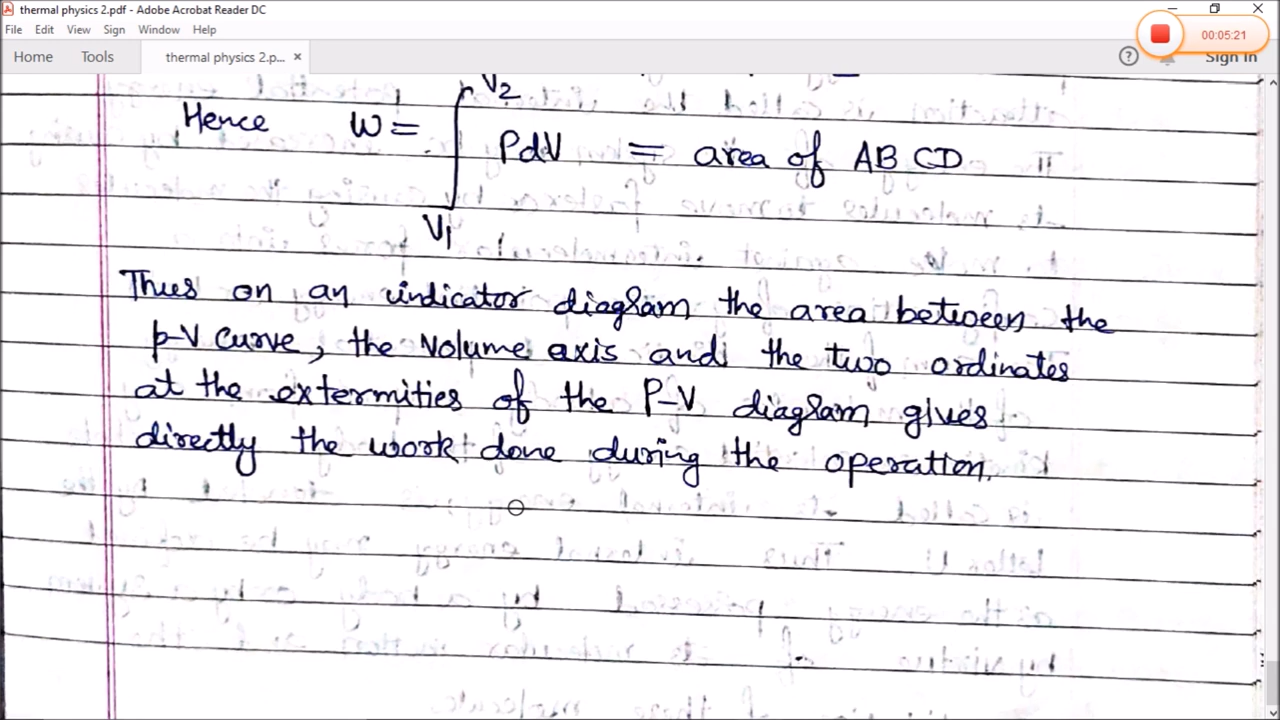 thermal physics 2.pdf - Adobe Acrobat Reader DC
File Edit View Sign Window Help
00:05:21
Home Tools thermal physics 2.p... × Sign In
V2
Hence W = ∫ PdV = area of ABCD
V1
Thus on an indicator diagram the area between the
p-V curve, the volume axis and the two ordinates
at the extermities of the P-V diagram gives
directly the work done during the operation.